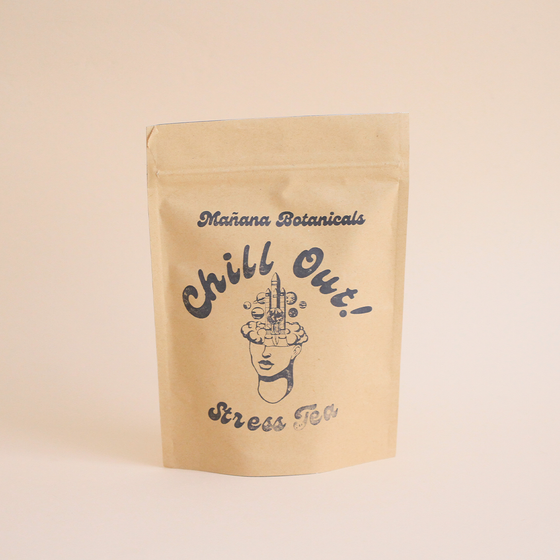 Mañana Botanicals
Chill Out!
Stress Tea